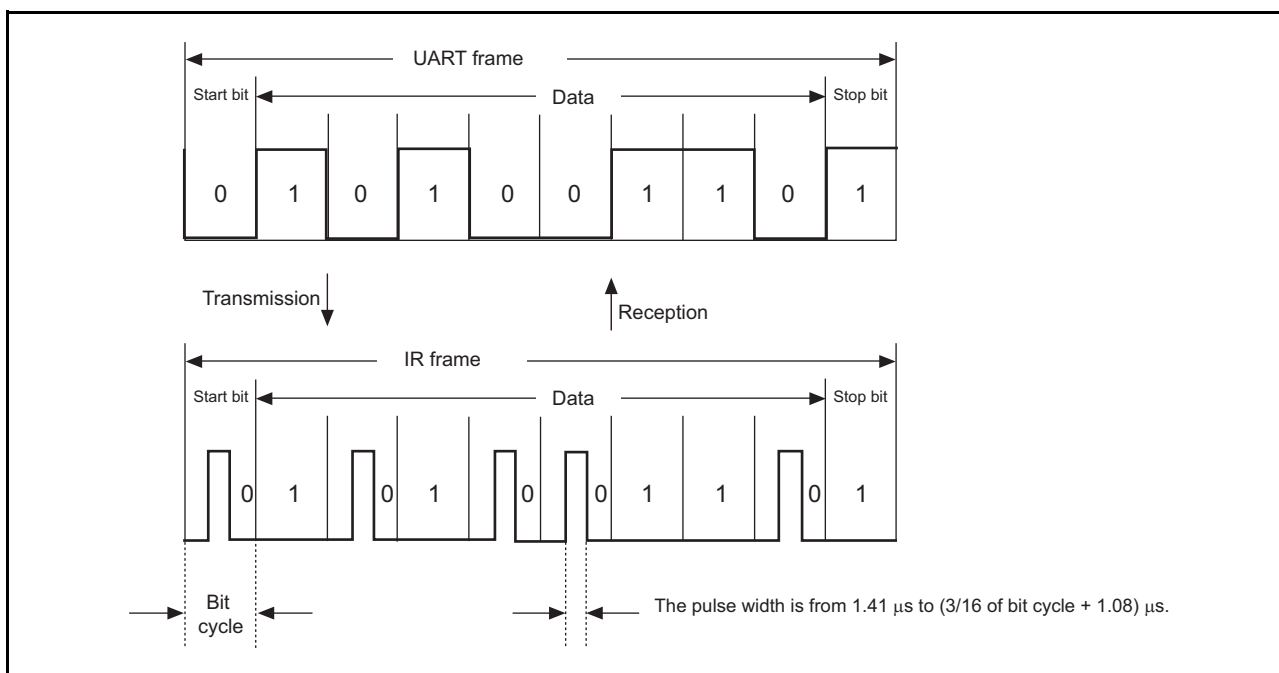 UART frame
Start bit Data Stop bit
0 1 0 1 0 0 1 1 0 1
Transmission Reception
IR frame
Start bit Data Stop bit
0 1 0 1 0 0 1 1 0 1
Bit
cycle
The pulse width is from 1.41 μs to (3/16 of bit cycle + 1.08) μs.